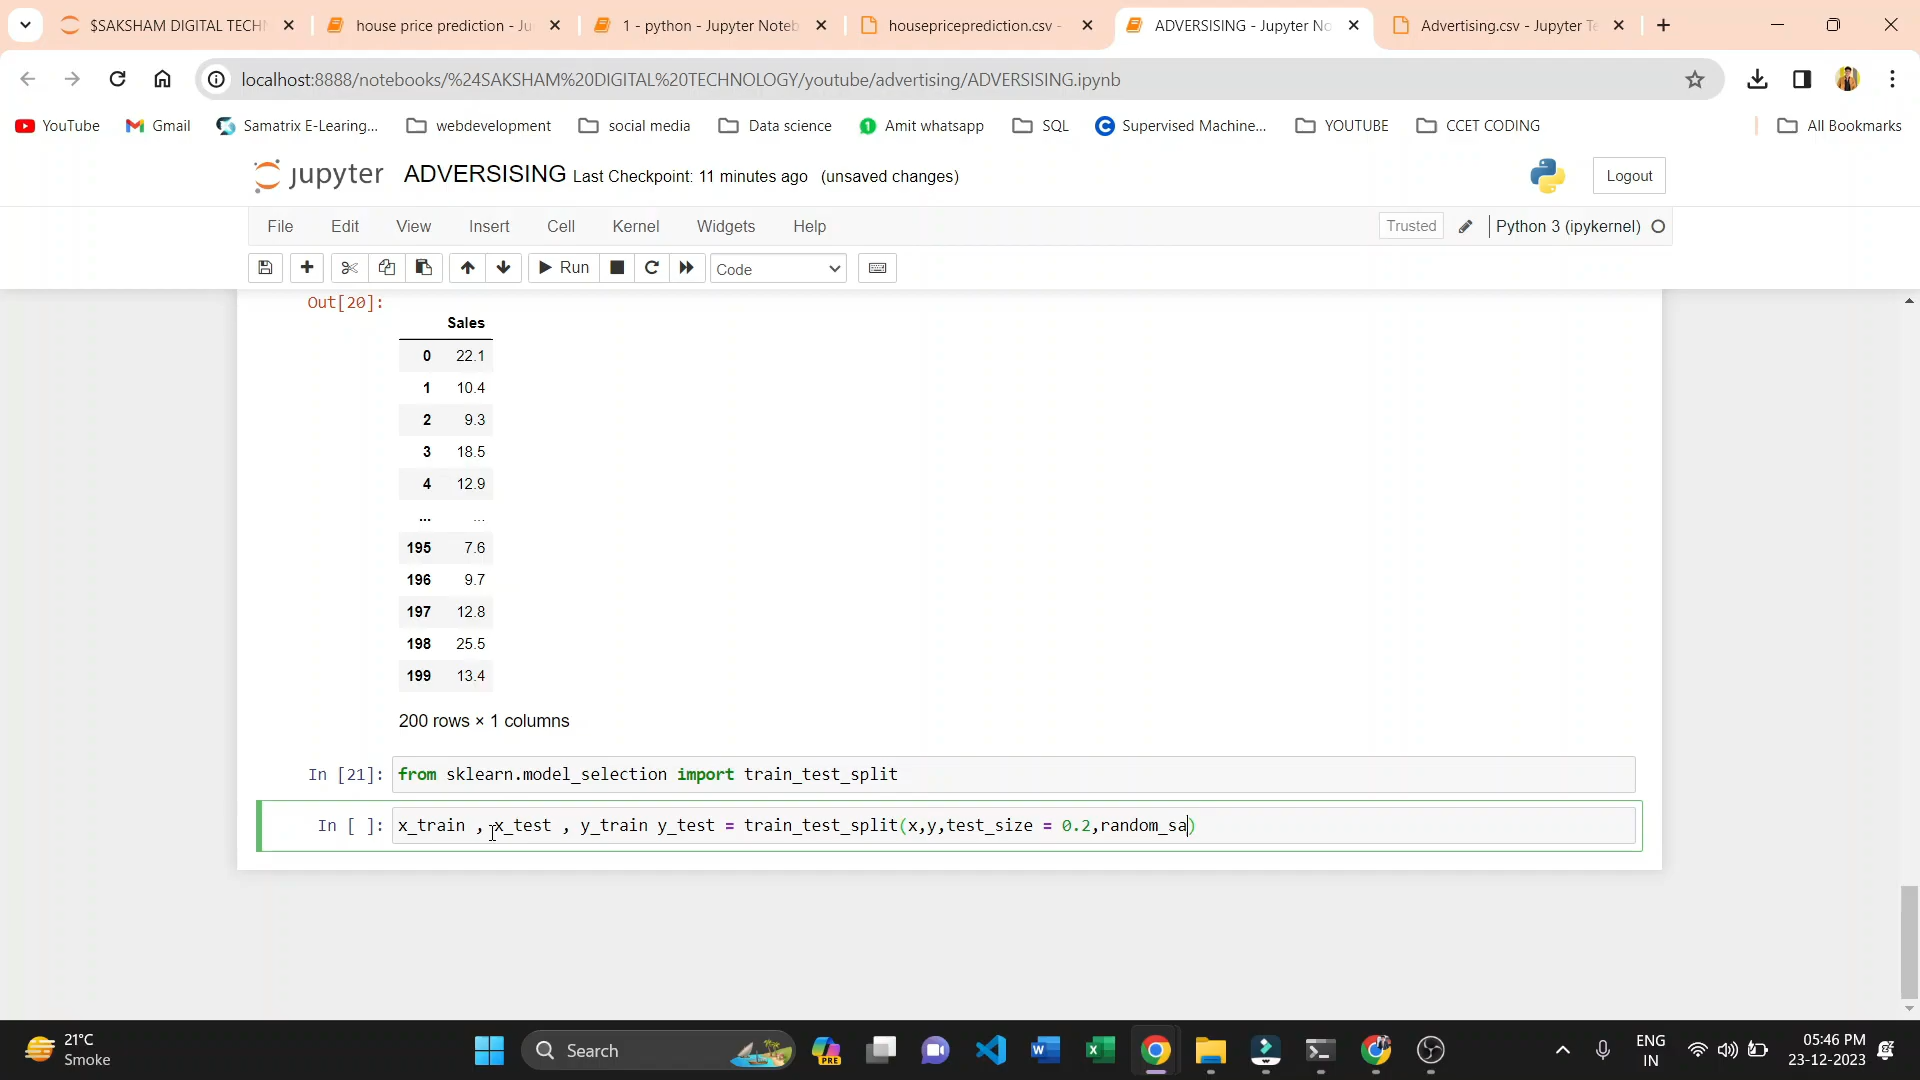 $SAKSHAM DIGITAL TECH
house price prediction - Ju
1 - python - Jupyter Noteb
housepriceprediction.csv -
ADVERSISING - Jupyter No
Advertising.csv - Jupyter Te
localhost:8888/notebooks/%24SAKSHAM%20DIGITAL%20TECHNOLOGY/youtube/advertising/ADVERSISING.ipynb
YouTube
Gmail
Samatrix E-Learing...
webdevelopment
social media
Data science
Amit whatsapp
SQL
Supervised Machine...
YOUTUBE
CCET CODING
All Bookmarks
jupyter
ADVERSISING Last Checkpoint: 11 minutes ago (unsaved changes)
Logout
File Edit View Insert Cell Kernel Widgets Help
Trusted
Python 3 (ipykernel)
Run
Code
Out[20]:
Sales
0 22.1
1 10.4
2 9.3
3 18.5
4 12.9
... ...
195 7.6
196 9.7
197 12.8
198 25.5
199 13.4
200 rows × 1 columns
In [21]: from sklearn.model_selection import train_test_split
In [ ]: x_train , x_test , y_train y_test = train_test_split(x,y,test_size = 0.2,random_sa)
21°C
Smoke
Search
PRE
ENG
IN
05:46 PM
23-12-2023